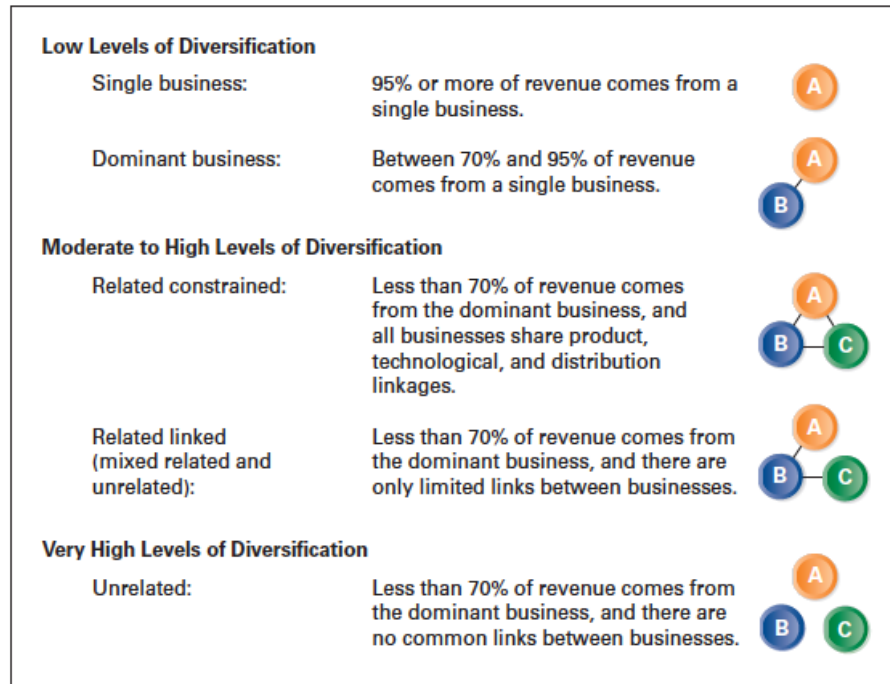 Low Levels of Diversification
Single business: 95% or more of revenue comes from a
single business.
A
Dominant business: Between 70% and 95% of revenue
comes from a single business.
A
B
Moderate to High Levels of Diversification
Related constrained: Less than 70% of revenue comes
from the dominant business, and
all businesses share product,
technological, and distribution
linkages.
A
B C
Related linked Less than 70% of revenue comes from
(mixed related and the dominant business, and there are
unrelated): only limited links between businesses.
A
B C
Very High Levels of Diversification
Unrelated: Less than 70% of revenue comes from
the dominant business, and there are
no common links between businesses.
A
B C